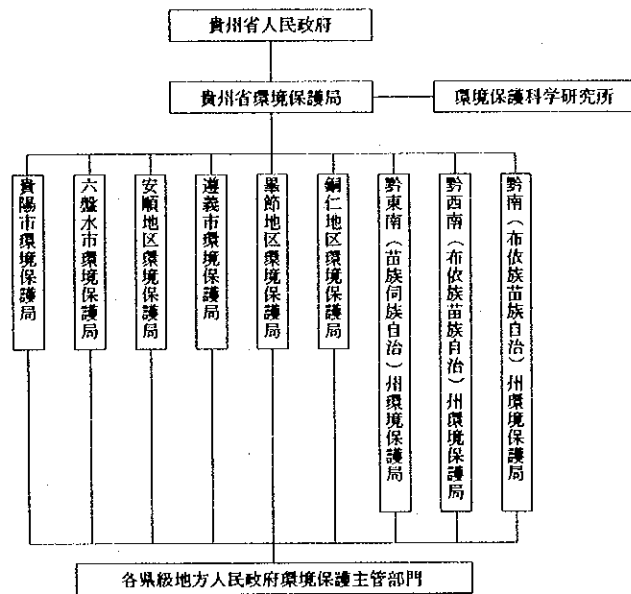 貴州省人民政府
貴州省環境保護局
環境保護科学研究所
貴陽市環境保護局
六盤水市環境保護局
安順地区環境保護局
遵義市環境保護局
畢節地区環境保護局
銅仁地区環境保護局
黔東南（苗族侗族自治）州環境保護局
黔西南（布依族苗族自治）州環境保護局
黔南（布依族苗族自治）州環境保護局
各県級地方人民政府環境保護主管部門